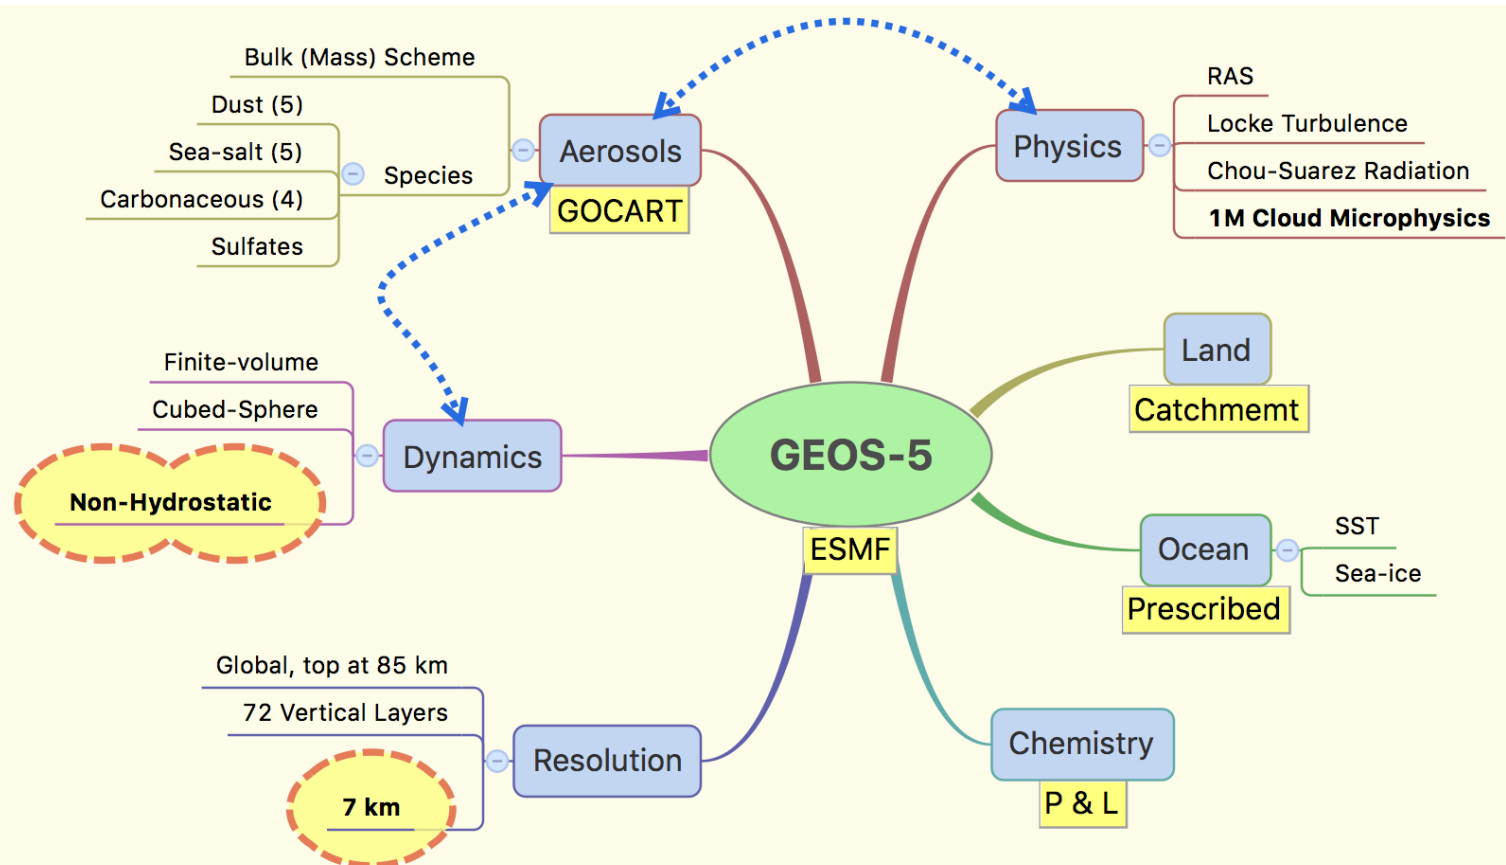 Bulk (Mass) Scheme
Dust (5)
Sea-salt (5)
Carbonaceous (4)
Sulfates
Species
Aerosols
GOCART
Physics
RAS
Locke Turbulence
Chou-Suarez Radiation
1M Cloud Microphysics
Finite-volume
Cubed-Sphere
Non-Hydrostatic
Dynamics
GEOS-5
ESMF
Land
Catchmemt
Ocean
Prescribed
SST
Sea-ice
Global, top at 85 km
72 Vertical Layers
7 km
Resolution
Chemistry
P & L